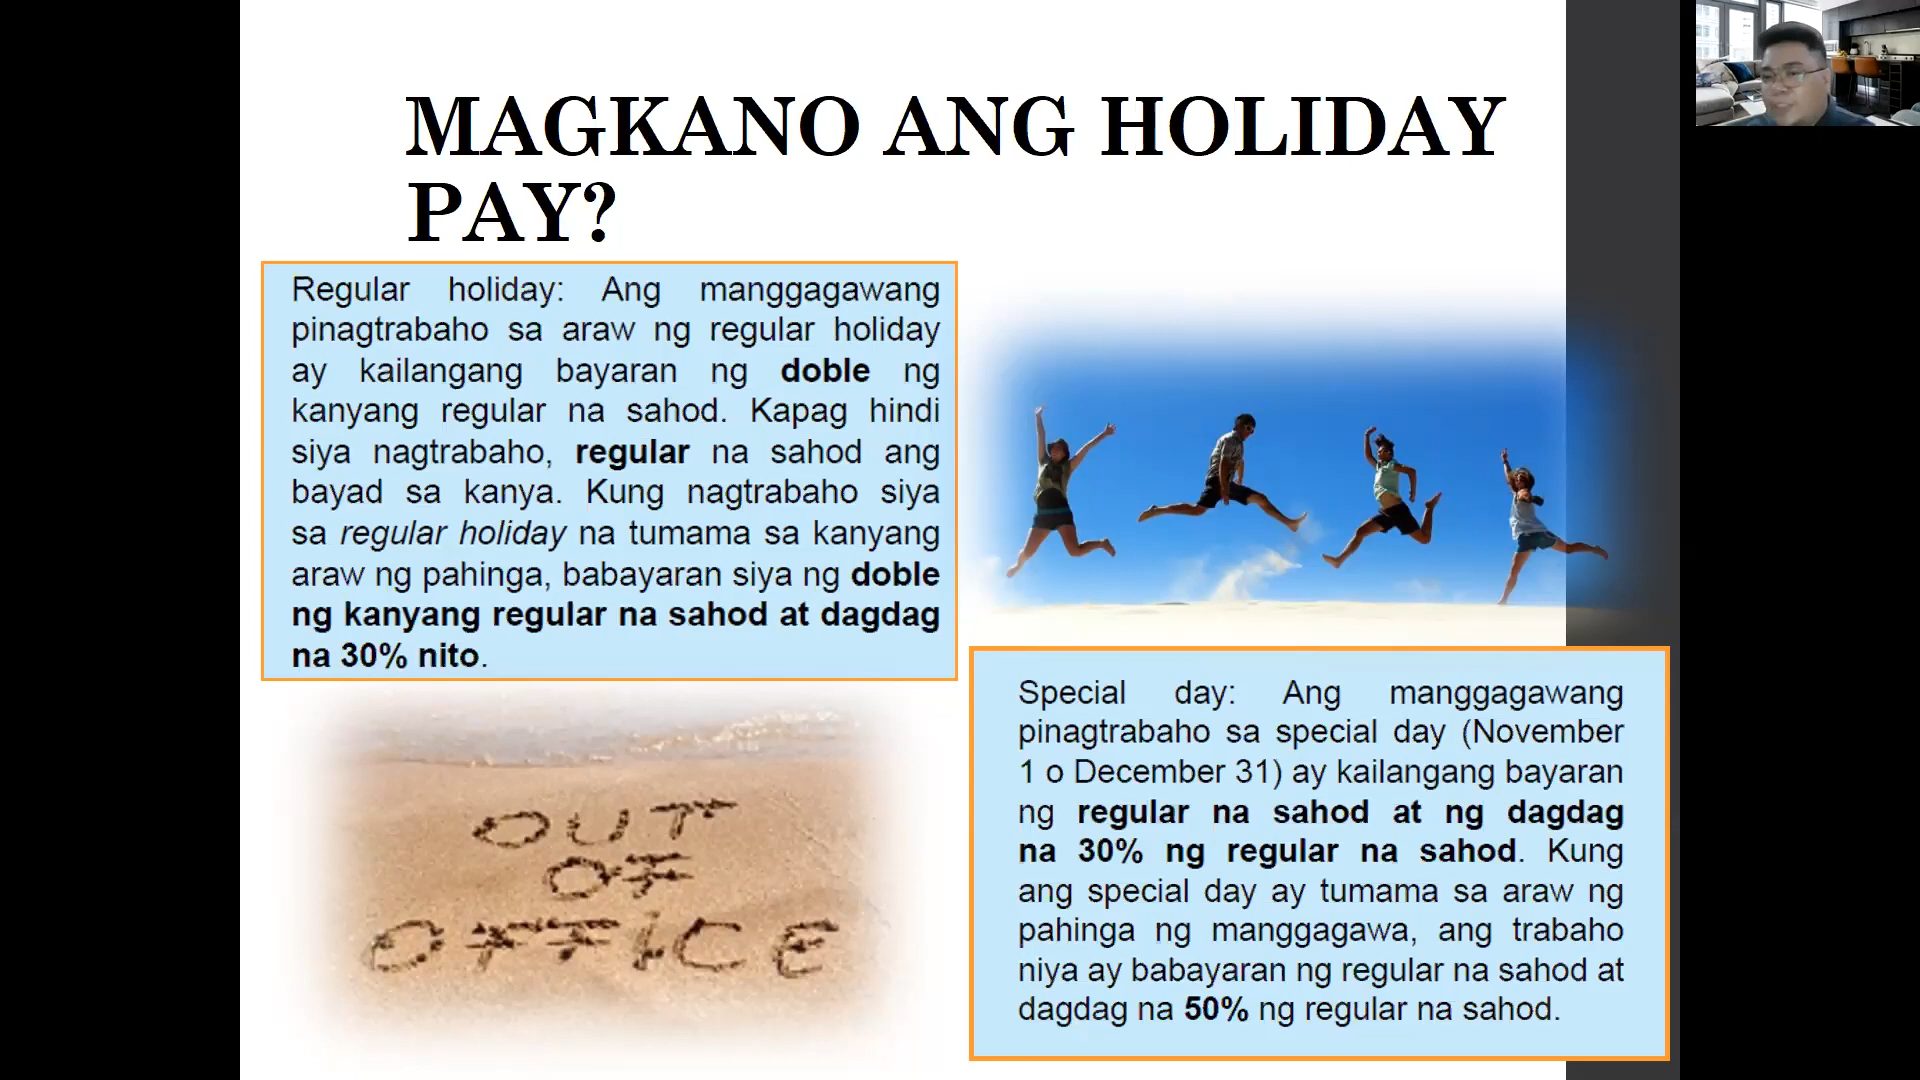 MAGKANO ANG HOLIDAY
PAY?
Regular holiday: Ang manggagawang
pinagtrabaho sa araw ng regular holiday
ay kailangang bayaran ng doble ng
kanyang regular na sahod. Kapag hindi
siya nagtrabaho, regular na sahod ang
bayad sa kanya. Kung nagtrabaho siya
sa regular holiday na tumama sa kanyang
araw ng pahinga, babayaran siya ng doble
ng kanyang regular na sahod at dagdag
na 30% nito.
OUT
OF
OFFICE
Special day: Ang manggagawang
pinagtrabaho sa special day (November
1 o December 31) ay kailangang bayaran
ng regular na sahod at ng dagdag
na 30% ng regular na sahod. Kung
ang special day ay tumama sa araw ng
pahinga ng manggagawa, ang trabaho
niya ay babayaran ng regular na sahod at
dagdag na 50% ng regular na sahod.